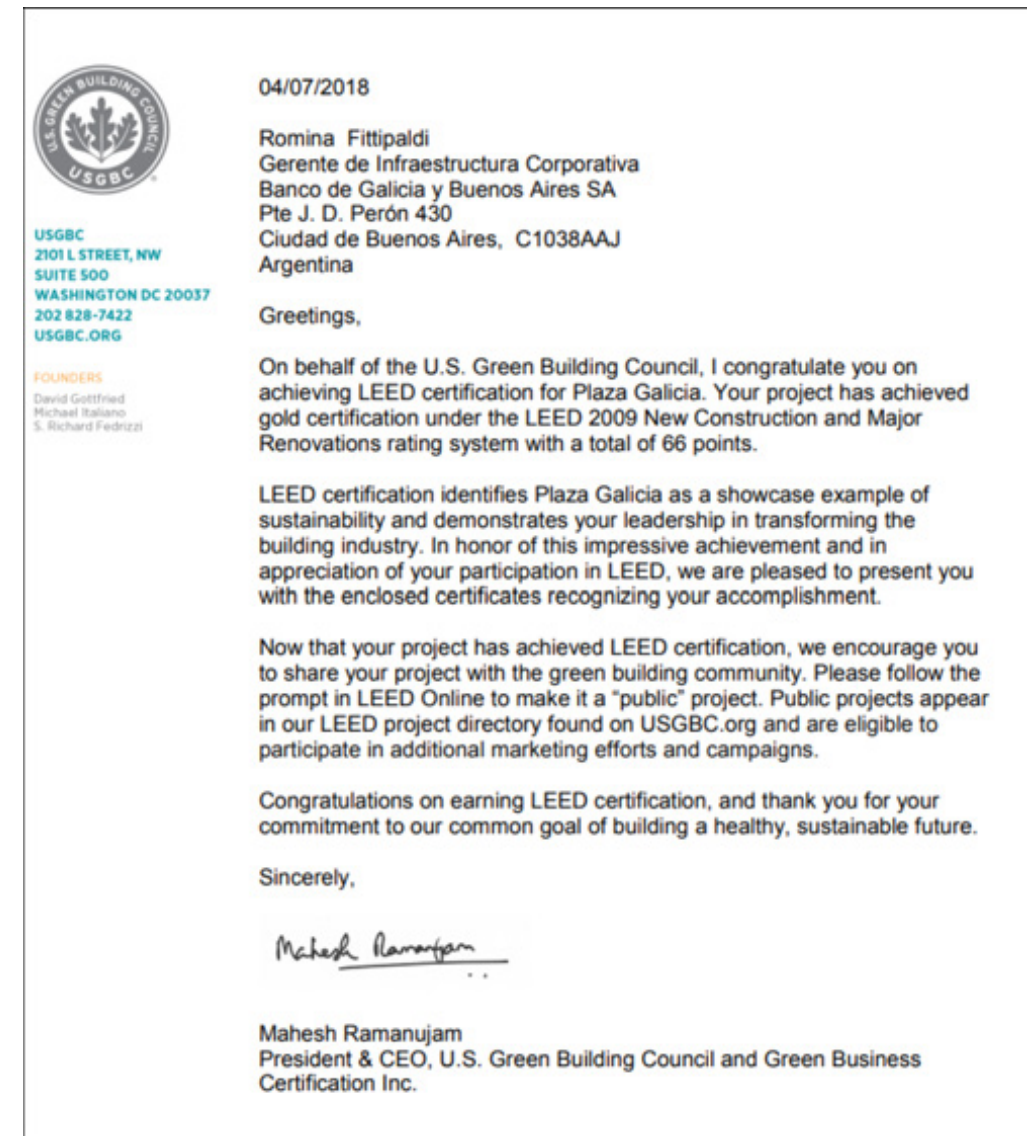 U.S. GREEN BUILDING COUNCIL
USGBC
USGBC
2101 L STREET, NW
SUITE 500
WASHINGTON DC 20037
202 828-7422
USGBC.ORG
FOUNDERS
David Gottfried
Michael Italiano
S. Richard Fedrizzi
04/07/2018
Romina  Fittipaldi
Gerente de Infraestructura Corporativa
Banco de Galicia y Buenos Aires SA
Pte J. D. Perón 430
Ciudad de Buenos Aires,  C1038AAJ
Argentina
Greetings,
On behalf of the U.S. Green Building Council, I congratulate you on
achieving LEED certification for Plaza Galicia. Your project has achieved
gold certification under the LEED 2009 New Construction and Major
Renovations rating system with a total of 66 points.
LEED certification identifies Plaza Galicia as a showcase example of
sustainability and demonstrates your leadership in transforming the
building industry. In honor of this impressive achievement and in
appreciation of your participation in LEED, we are pleased to present you
with the enclosed certificates recognizing your accomplishment.
Now that your project has achieved LEED certification, we encourage you
to share your project with the green building community. Please follow the
prompt in LEED Online to make it a “public” project. Public projects appear
in our LEED project directory found on USGBC.org and are eligible to
participate in additional marketing efforts and campaigns.
Congratulations on earning LEED certification, and thank you for your
commitment to our common goal of building a healthy, sustainable future.
Sincerely,
Mahesh Ramanujam
Mahesh Ramanujam
President & CEO, U.S. Green Building Council and Green Business
Certification Inc.